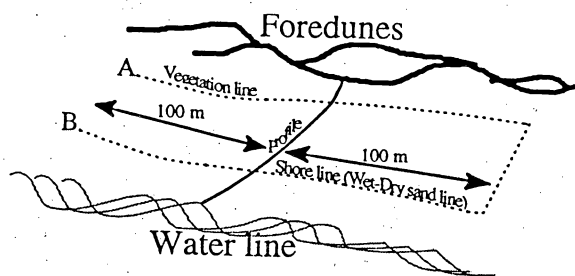 Foredunes
A
Vegetation line
100 m
B
profile
100 m
Shore line (Wet-Dry sand line)
Water line